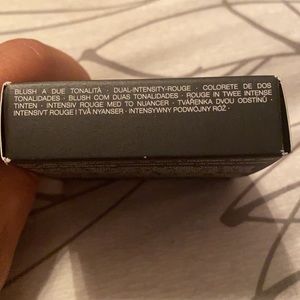 BLUSH A DUE TONALITÀ · DUAL-INTENSITY-ROUGE · COLORETE DE DOS
TONALIDADES · BLUSH COM DUAS TONALIDADES · ROUGE IN TWEE INTENSE
TINTEN · INTENSIV ROUGE MED TO NUANCER · TVÁŘENKA DVOU ODSTÍNŮ ·
INTENSIVT ROUGE I TVÅ NYANSER · INTENSYWNY PODWÓJNY RÓŻ ·